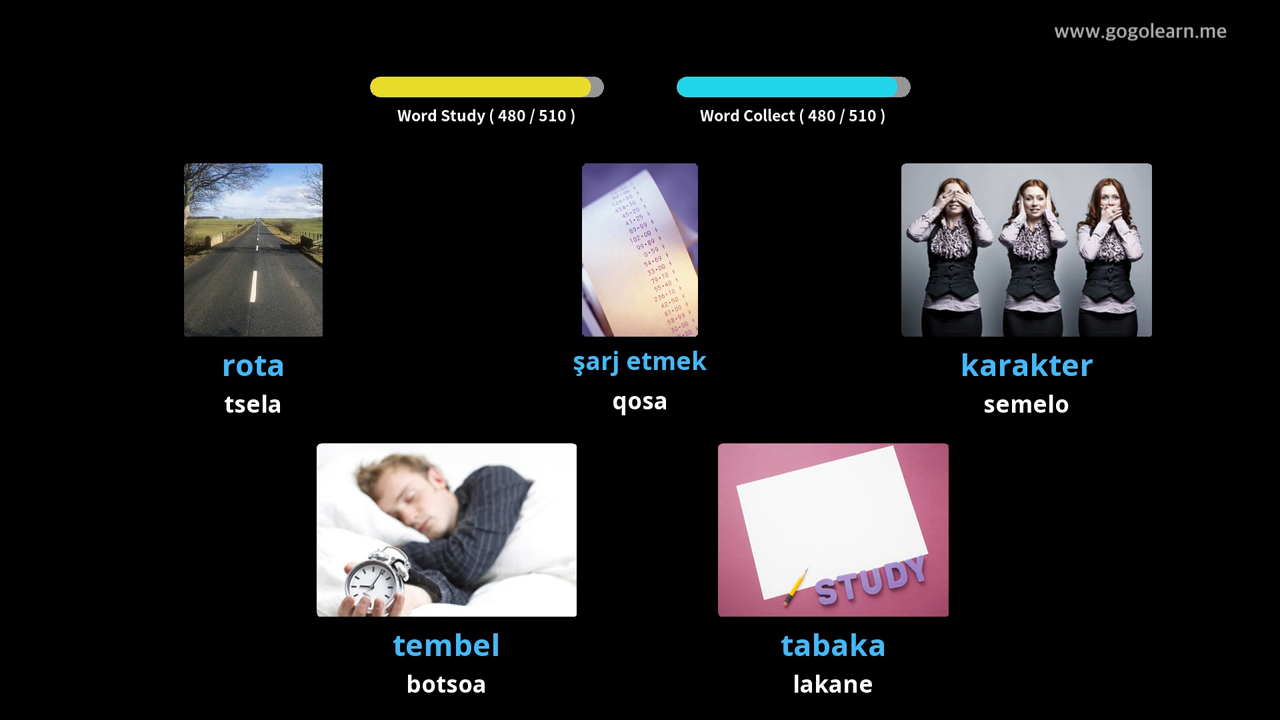 www.gogolearn.me
Word Study ( 480 / 510 )
Word Collect ( 480 / 510 )
rota
tsela
şarj etmek
qosa
karakter
semelo
STUDY
tembel
botsoa
tabaka
lakane